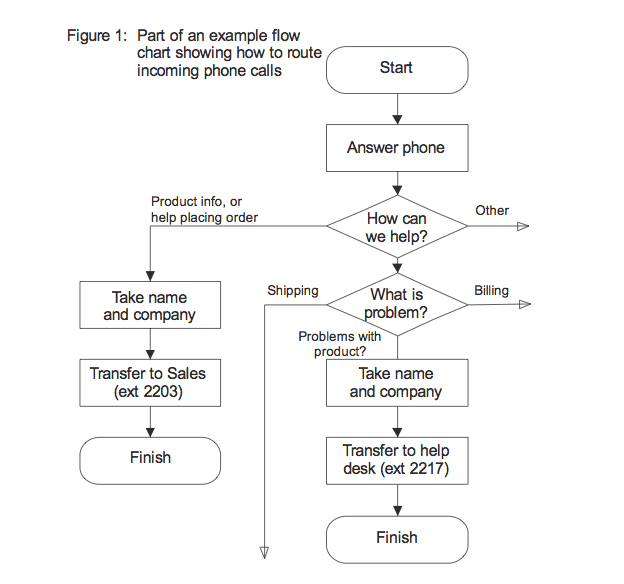 Figure 1: Part of an example flow
chart showing how to route
incoming phone calls
Start
Answer phone
Product info, or
help placing order
How can
we help?
Other
Shipping
What is
problem?
Billing
Take name
and company
Problems with
product?
Transfer to Sales
(ext 2203)
Take name
and company
Finish
Transfer to help
desk (ext 2217)
Finish